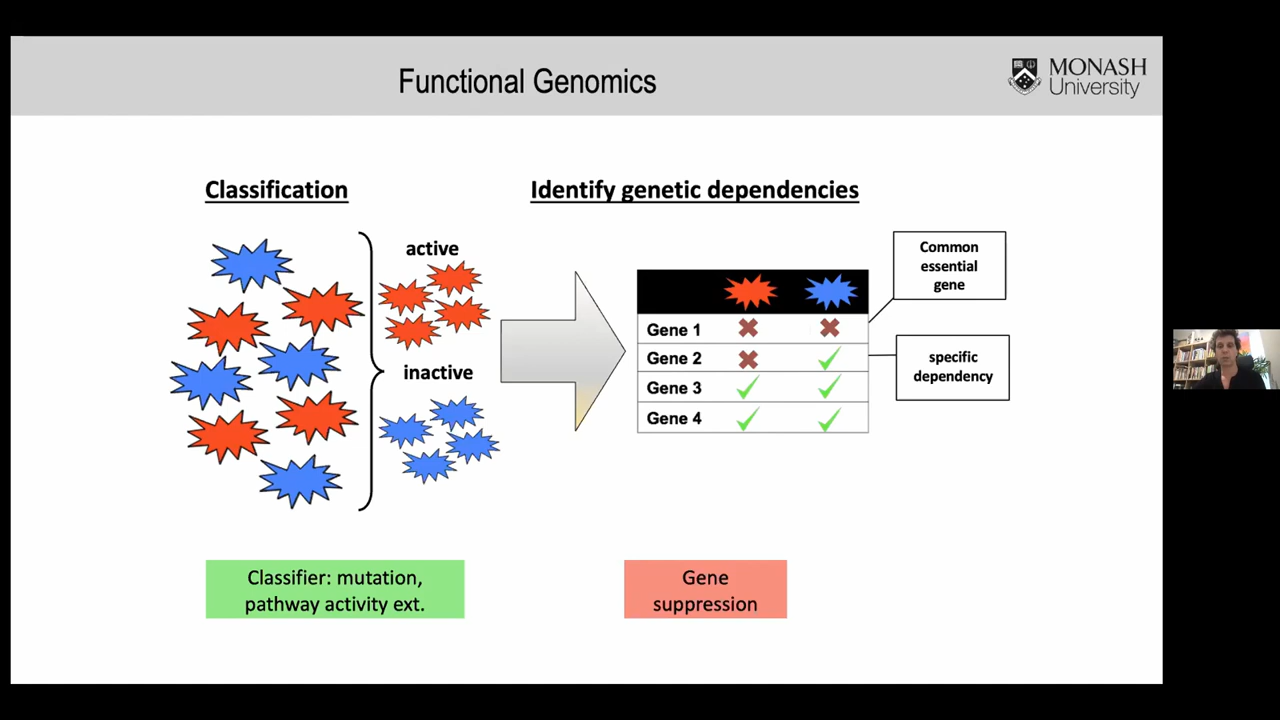 Functional Genomics
MONASH
University
Classification
Identify genetic dependencies
active
inactive
Common
essential
gene
Gene 1
Gene 2
Gene 3
Gene 4
specific
dependency
Classifier: mutation,
pathway activity ext.
Gene
suppression